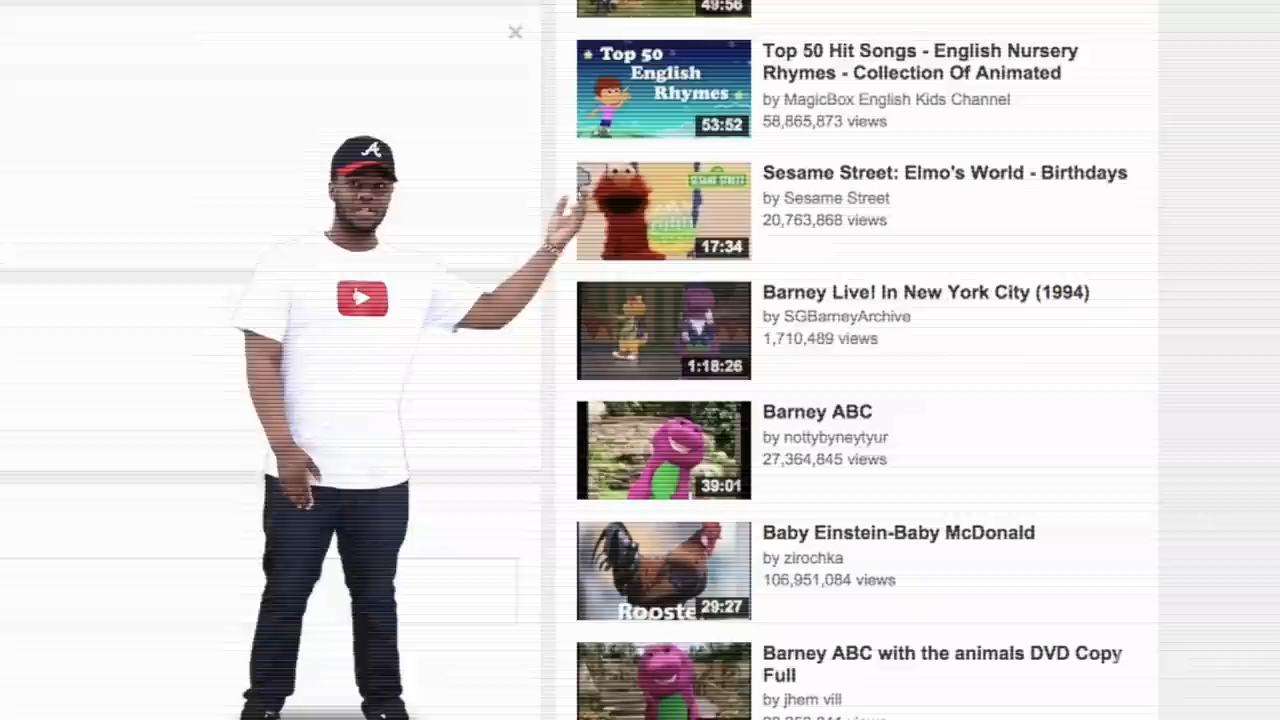 49:56
Top 50
English
Rhymes
53:52
Top 50 Hit Songs - English Nursery
Rhymes - Collection Of Animated
by MagicBox English Kids Channel
58,865,873 views
A
SESAME STREET
17:34
Sesame Street: Elmo's World - Birthdays
by Sesame Street
20,763,868 views
1:18:26
Barney Live! In New York City (1994)
by SGBarneyArchive
1,710,489 views
39:01
Barney ABC
by nottybyneytyur
27,364,845 views
Rooste
29:27
Baby Einstein-Baby McDonald
by zirochka
106,951,084 views
Barney ABC with the animals DVD Copy
Full
by jhem vill